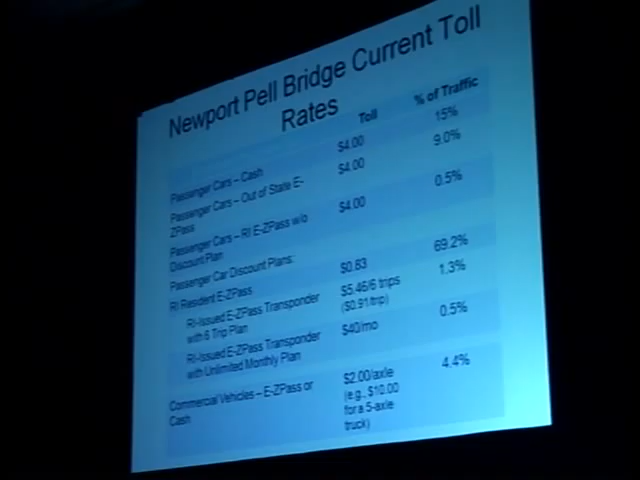 Newport Pell Bridge Current Toll
Rates
Toll % of Traffic
Passenger Cars – Cash $4.00 15%
Passenger Cars – Out of State E-
ZPass $4.00 9.0%
Passenger Cars – RI E-ZPass w/o
Discount Plan $4.00 0.5%
Passenger Car Discount Plans:
RI Resident E-ZPass $0.83 69.2%
RI-Issued E-ZPass Transponder
with 6 Trip Plan $5.46/6 trips
($0.91/trip) 1.3%
RI-Issued E-ZPass Transponder
with Unlimited Monthly Plan $40/mo 0.5%
Commercial Vehicles – E-ZPass or
Cash $2.00/axle
(e.g., $10.00
for a 5-axle
truck) 4.4%